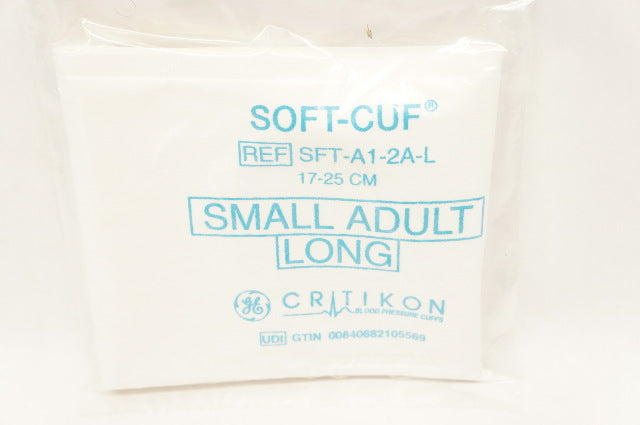 SOFT-CUF®
REF SFT-A1-2A-L
17-25 CM
SMALL ADULT
LONG
GE CRITIKON
BLOOD PRESSURE CUFFS
UDI GTIN 00840682105569